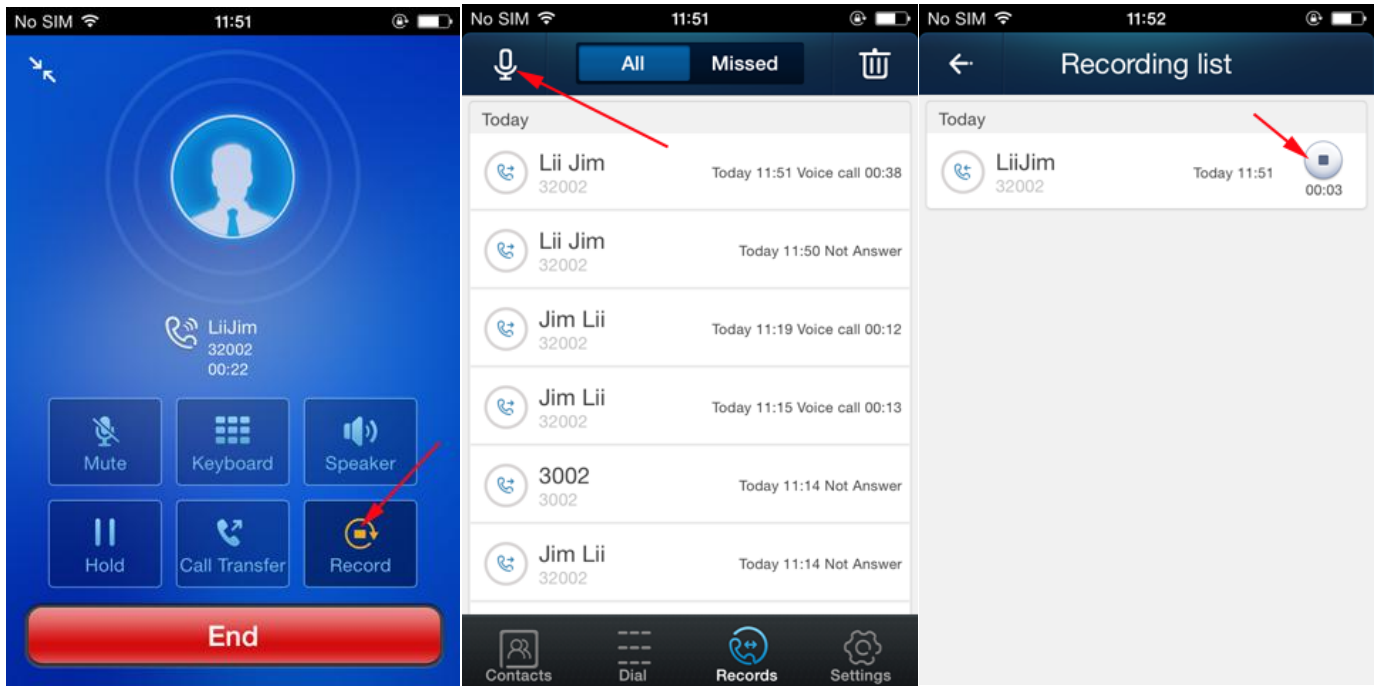 No SIM 11:51
LiiJim
32002
00:22
Mute Keyboard Speaker
Hold Call Transfer Record
End
No SIM 11:51
All Missed
Today
Lii Jim
32002
Today 11:51 Voice call 00:38
Lii Jim
32002
Today 11:50 Not Answer
Jim Lii
32002
Today 11:19 Voice call 00:12
Jim Lii
32002
Today 11:15 Voice call 00:13
3002
3002
Today 11:14 Not Answer
Jim Lii
32002
Today 11:14 Not Answer
Contacts Dial Records Settings
No SIM 11:52
Recording list
Today
LiiJim
32002
Today 11:51
00:03